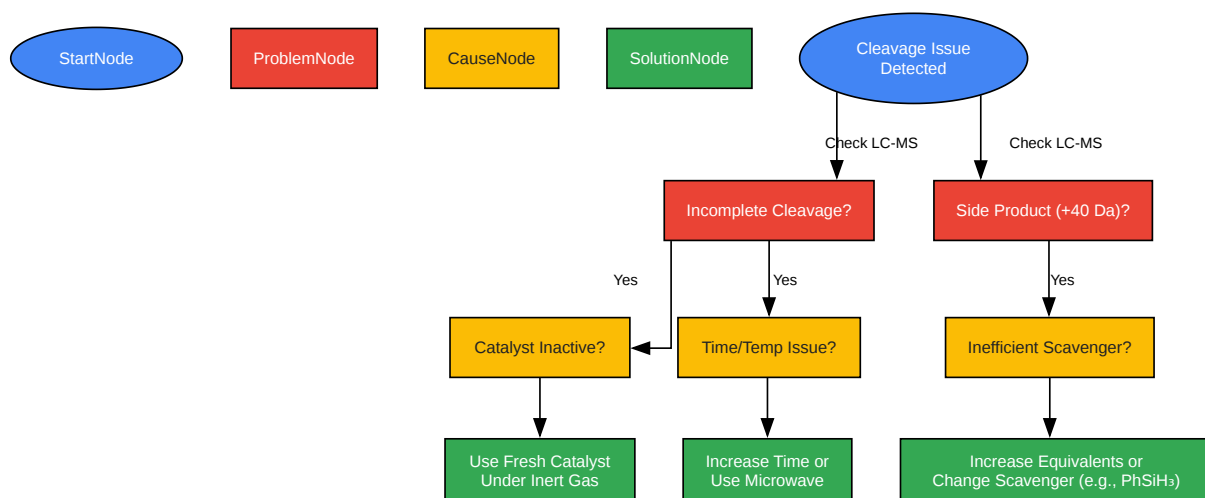 StartNode
ProblemNode
CauseNode
SolutionNode
Cleavage Issue
Detected
Check LC-MS
Check LC-MS
Incomplete Cleavage?
Side Product (+40 Da)?
Yes
Yes
Yes
Catalyst Inactive?
Time/Temp Issue?
Inefficient Scavenger?
Use Fresh Catalyst
Under Inert Gas
Increase Time or
Use Microwave
Increase Equivalents or
Change Scavenger (e.g., PhSiH₃)